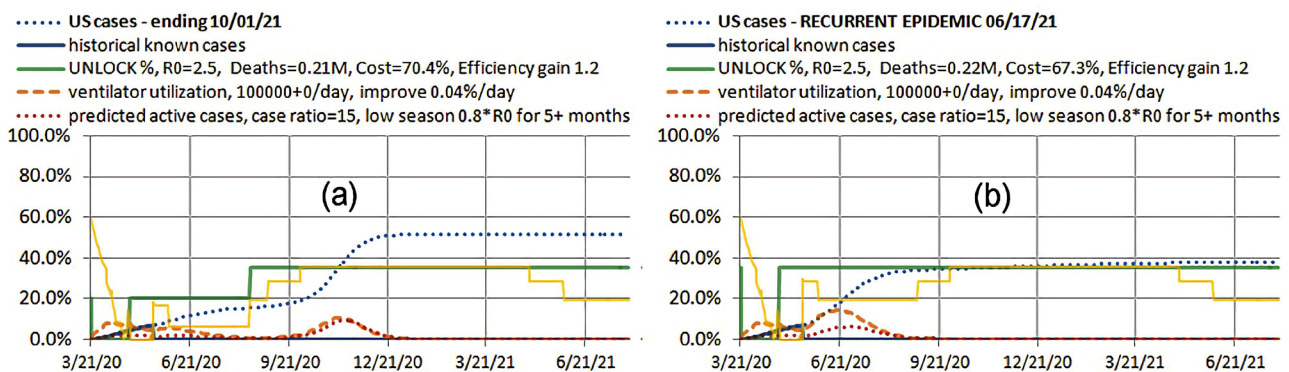 US cases - ending 10/01/21
historical known cases
UNLOCK %, R0=2.5, Deaths=0.21M, Cost=70.4%, Efficiency gain 1.2
ventilator utilization, 100000+0/day, improve 0.04%/day
predicted active cases, case ratio=15, low season 0.8*R0 for 5+ months
100.0%
80.0%
60.0%
40.0%
20.0%
0.0%
(a)
3/21/20 6/21/20 9/21/20 12/21/20 3/21/21 6/21/21
US cases - RECURRENT EPIDEMIC 06/17/21
historical known cases
UNLOCK %, R0=2.5, Deaths=0.22M, Cost=67.3%, Efficiency gain 1.2
ventilator utilization, 100000+0/day, improve 0.04%/day
predicted active cases, case ratio=15, low season 0.8*R0 for 5+ months
100.0%
80.0%
60.0%
40.0%
20.0%
0.0%
(b)
3/21/20 6/21/20 9/21/20 12/21/20 3/21/21 6/21/21